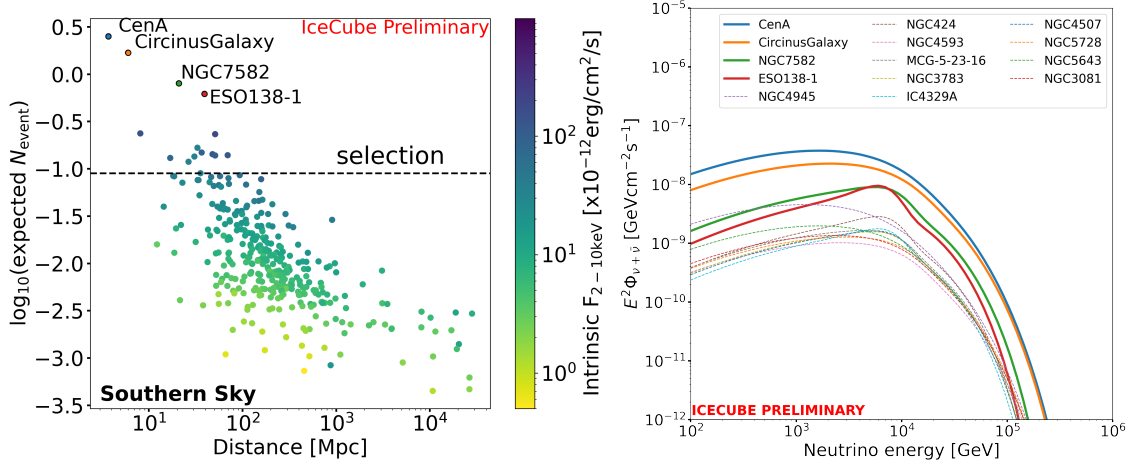 0.5
0.0
−0.5
−1.0
−1.5
−2.0
−2.5
−3.0
−3.5
log₁₀(expected N_event)
CenA
CircinusGalaxy
NGC7582
ESO138-1
IceCube Preliminary
selection
Southern Sky
10¹ 10² 10³ 10⁴
Distance [Mpc]
10²
10¹
10⁰
Intrinsic F₂₋₁₀keV [x10⁻¹²erg/cm²/s]
10⁻⁵
10⁻⁶
10⁻⁷
10⁻⁸
10⁻⁹
10⁻¹⁰
10⁻¹¹
10⁻¹²
E²Φ_ν+ν̄ [GeVcm⁻²s⁻¹]
CenA
CircinusGalaxy
NGC7582
ESO138-1
NGC4945
NGC424
NGC4593
MCG-5-23-16
NGC3783
IC4329A
NGC4507
NGC5728
NGC5643
NGC3081
ICECUBE PRELIMINARY
10² 10³ 10⁴ 10⁵ 10⁶
Neutrino energy [GeV]